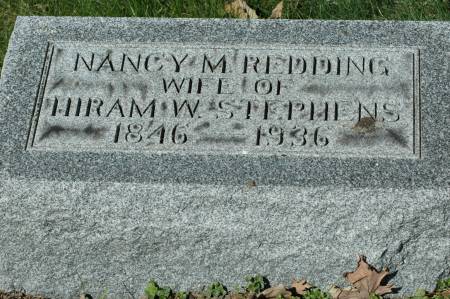 NANCY M. REDDING
WIFE OF
HIRAM W. STEPHENS
1846 1936